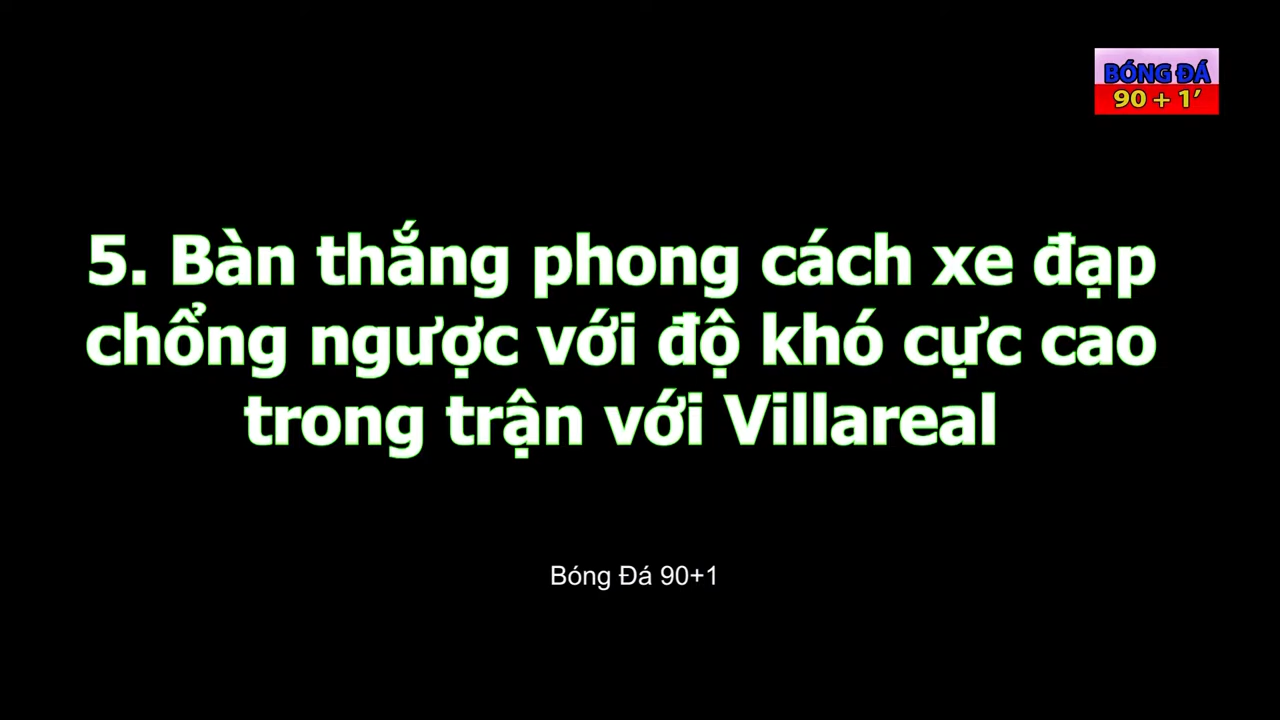 BÓNG ĐÁ
90 + 1’
5. Bàn thắng phong cách xe đạp
chổng ngược với độ khó cực cao
trong trận với Villareal
Bóng Đá 90+1